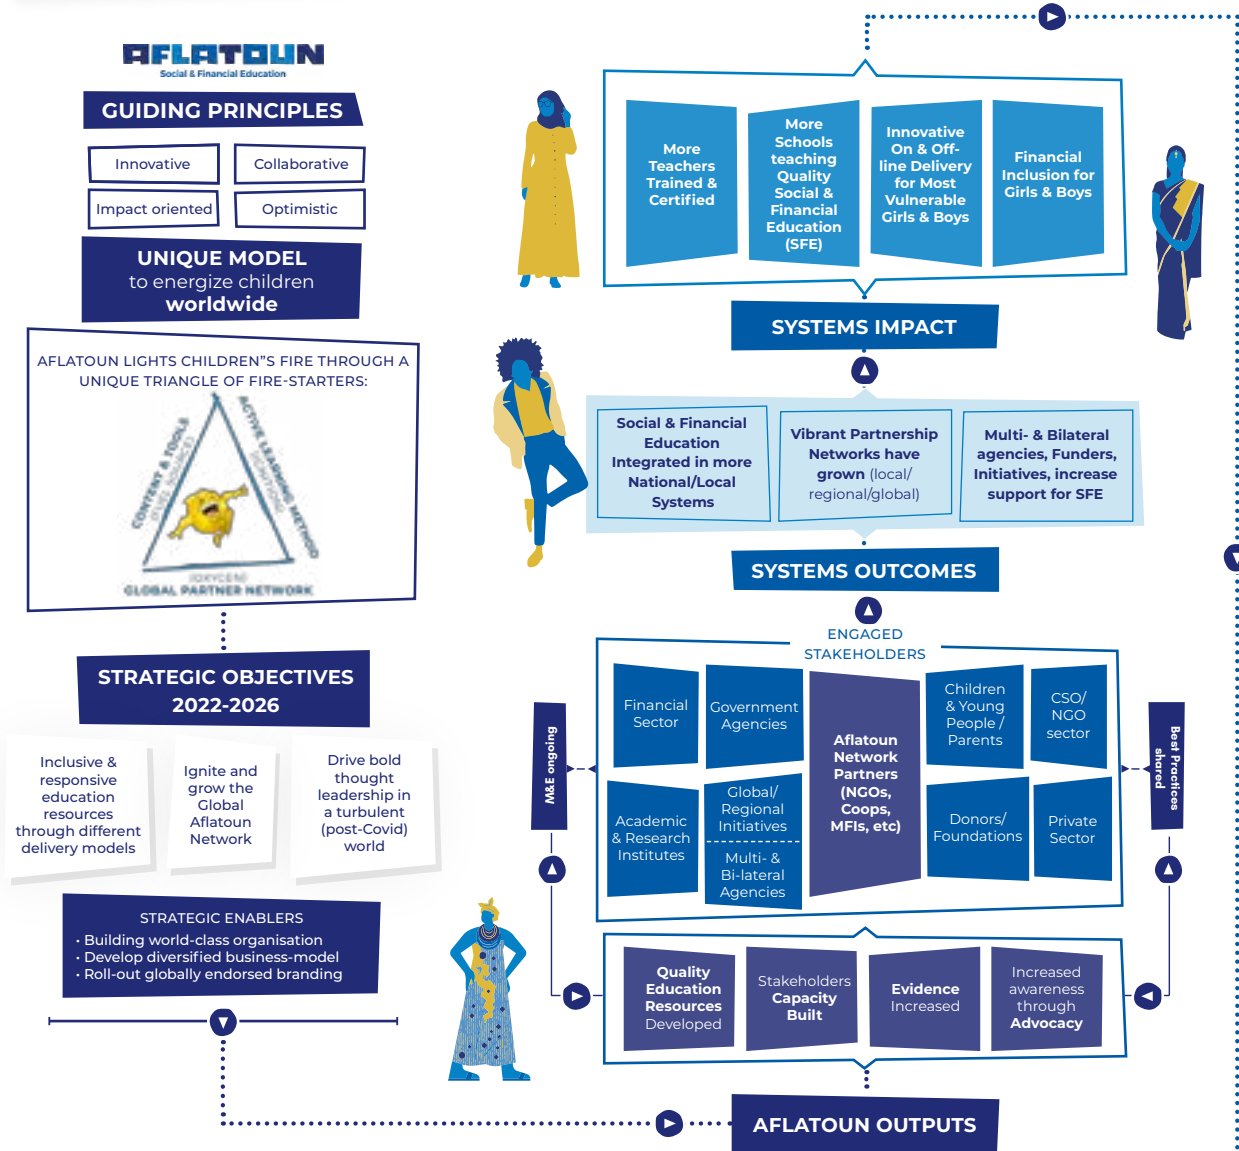 AFLATOUN
Social & Financial Education
GUIDING PRINCIPLES
Innovative
Collaborative
Impact oriented
Optimistic
UNIQUE MODEL
to energize children
worldwide
AFLATOUN LIGHTS CHILDREN"S FIRE THROUGH A
UNIQUE TRIANGLE OF FIRE-STARTERS:
CONTENT & TOOLS
ACTIVE LEARNING METHOD
(OXYGEN)
GLOBAL PARTNER NETWORK
STRATEGIC OBJECTIVES
2022-2026
Inclusive &
responsive
education
resources
through different
delivery models
Ignite and
grow the
Global
Aflatoun
Network
Drive bold
thought
leadership in
a turbulent
(post-Covid)
world
STRATEGIC ENABLERS
• Building world-class organisation
• Develop diversified business-model
• Roll-out globally endorsed branding
More
Teachers
Trained &
Certified
More
Schools
teaching
Quality
Social &
Financial
Education
(SFE)
Innovative
On & Off-
line Delivery
for Most
Vulnerable
Girls & Boys
Financial
Inclusion for
Girls & Boys
SYSTEMS IMPACT
Social & Financial
Education
Integrated in more
National/Local
Systems
Vibrant Partnership
Networks have
grown (local/
regional/global)
Multi- & Bilateral
agencies, Funders,
Initiatives, increase
support for SFE
SYSTEMS OUTCOMES
ENGAGED
STAKEHOLDERS
Financial
Sector
Government
Agencies
Aflatoun
Network
Partners
(NGOs,
Coops,
MFIs, etc)
Children
& Young
People /
Parents
CSO/
NGO
sector
Academic
& Research
Institutes
Global/
Regional
Initiatives
Multi- &
Bi-lateral
Agencies
Donors/
Foundations
Private
Sector
M&E ongoing
Best Practices
shared
Quality
Education
Resources
Developed
Stakeholders
Capacity
Built
Evidence
Increased
Increased
awareness
through
Advocacy
AFLATOUN OUTPUTS